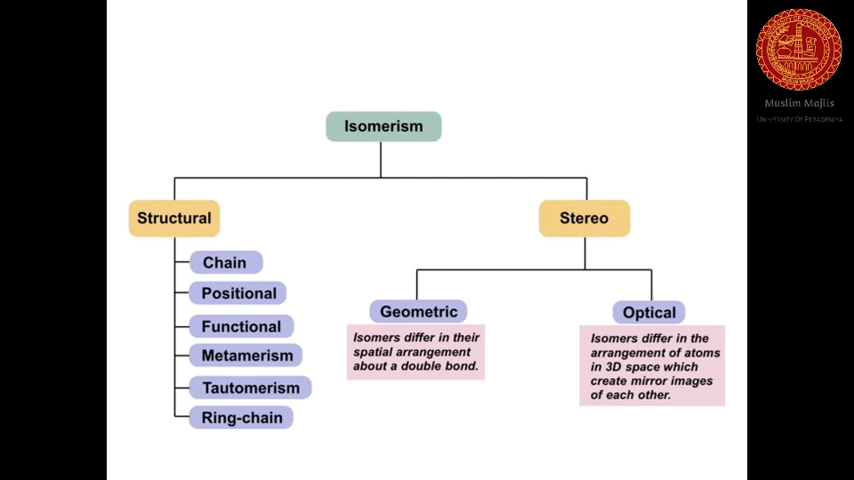 Muslim Majlis
University Of Peradeniya
Isomerism
Structural
Stereo
Chain
Positional
Functional
Metamerism
Tautomerism
Ring-chain
Geometric
Isomers differ in their
spatial arrangement
about a double bond.
Optical
Isomers differ in the
arrangement of atoms
in 3D space which
create mirror images
of each other.